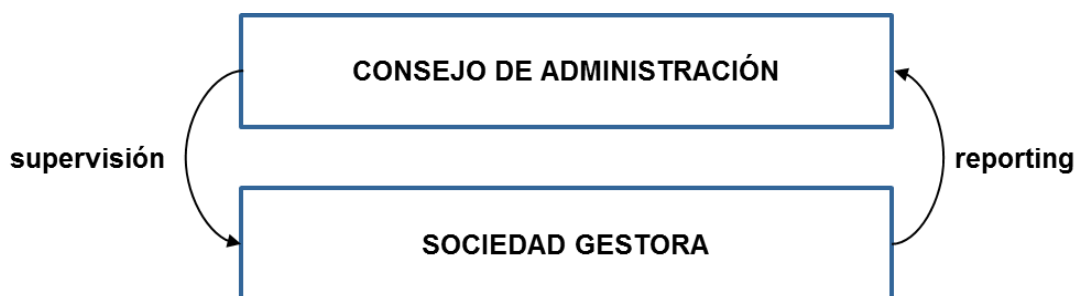 CONSEJO DE ADMINISTRACIÓN
supervisión
reporting
SOCIEDAD GESTORA